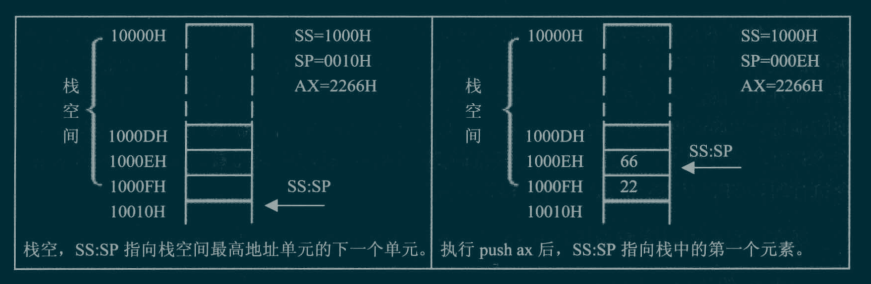 10000H
SS=1000H
SP=0010H
AX=2266H
栈
空
间
1000DH
1000EH
1000FH
SS:SP
10010H
栈空，SS:SP 指向栈空间最高地址单元的下一个单元。
10000H
SS=1000H
SP=000EH
AX=2266H
栈
空
间
1000DH
1000EH 66
SS:SP
1000FH 22
10010H
执行 push ax 后，SS:SP 指向栈中的第一个元素。